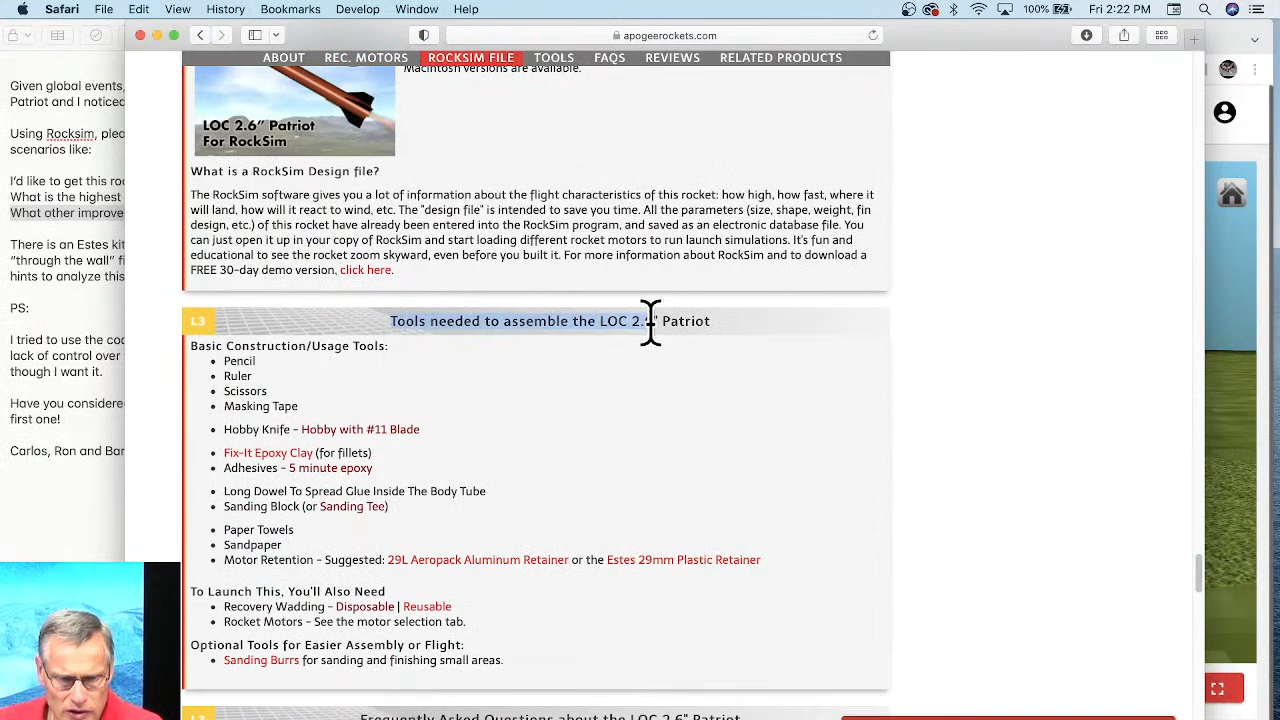 Safari File Edit View History Bookmarks Window Help 100% Fri 2:22 PM
apogeerockets.com
ABOUT REC. MOTORS ROCKSIM FILE TOOLS FAQS REVIEWS RELATED PRODUCTS
Macintosh versions are available.
LOC 2.6" Patriot
For RockSim
What is a RockSim Design file?
The RockSim software gives you a lot of information about the flight characteristics of this rocket: how high, how fast, where it
will land, how will it react to wind, etc. The "design file" is intended to save you time. All the parameters (size, shape, weight, fin
design, etc.) of this rocket have already been entered into the RockSim program, and saved as an electronic database file. You
can just open it up in your copy of RockSim and start loading different rocket motors to run launch simulations. It's fun and
educational to see the rocket zoom skyward, even before you built it. For more information about RockSim and to download a
FREE 30-day demo version, click here.
L3 Tools needed to assemble the LOC 2.6" Patriot
Basic Construction/Usage Tools:
Pencil
Ruler
Scissors
Masking Tape
Hobby Knife - Hobby with #11 Blade
Fix-It Epoxy Clay (for fillets)
Adhesives - 5 minute epoxy
Long Dowel To Spread Glue Inside The Body Tube
Sanding Block (or Sanding Tee)
Paper Towels
Sandpaper
Motor Retention - Suggested: 29L Aeropack Aluminum Retainer or the Estes 29mm Plastic Retainer
To Launch This, You'll Also Need
Recovery Wadding - Disposable | Reusable
Rocket Motors - See the motor selection tab.
Optional Tools for Easier Assembly or Flight:
Sanding Burrs for sanding and finishing small areas.
L3 Frequently Asked Questions about the LOC 2.6" Patriot
Given global events,
Patriot and I noticed
Using Rocksim, plea
scenarios like:
I'd like to get this ro
What is the highest
What other improve
There is an Estes kit
"through the wall" fi
hints to analyze this
PS:
I tried to use the coo
lack of control over
though I want it.
Have you considered
first one!
Carlos, Ron and Bar